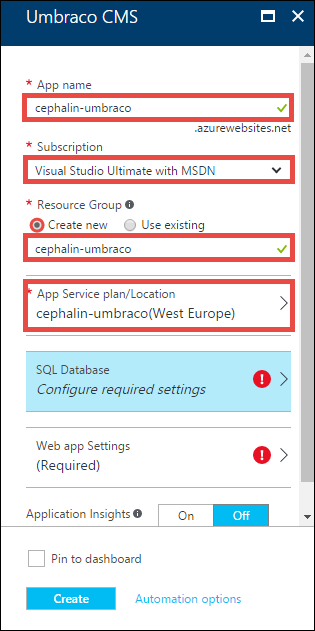 Umbraco CMS
* App name
cephalin-umbraco
.azurewebsites.net
* Subscription
Visual Studio Ultimate with MSDN
* Resource Group
Create new Use existing
cephalin-umbraco
* App Service plan/Location
cephalin-umbraco(West Europe)
SQL Database
Configure required settings
Web app Settings
(Required)
Application Insights On Off
Pin to dashboard
Create Automation options